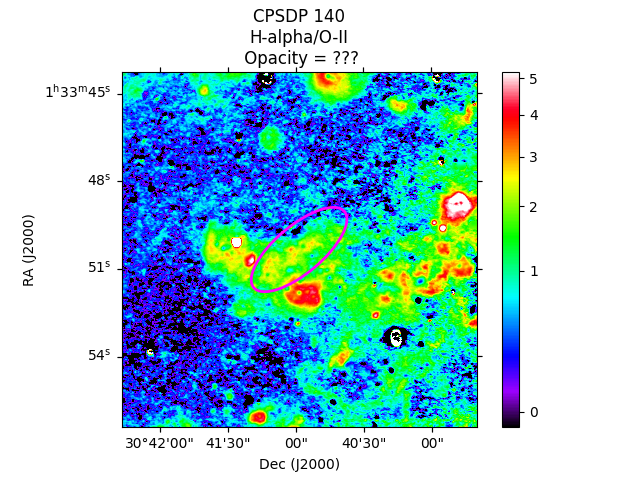 CPSDP 140
H-alpha/O-II
Opacity = ???
1ʰ33ᵐ45ˢ
48ˢ
51ˢ
54ˢ
RA (J2000)
30°42'00" 41'30" 00" 40'30" 00"
Dec (J2000)
5
4
3
2
1
0